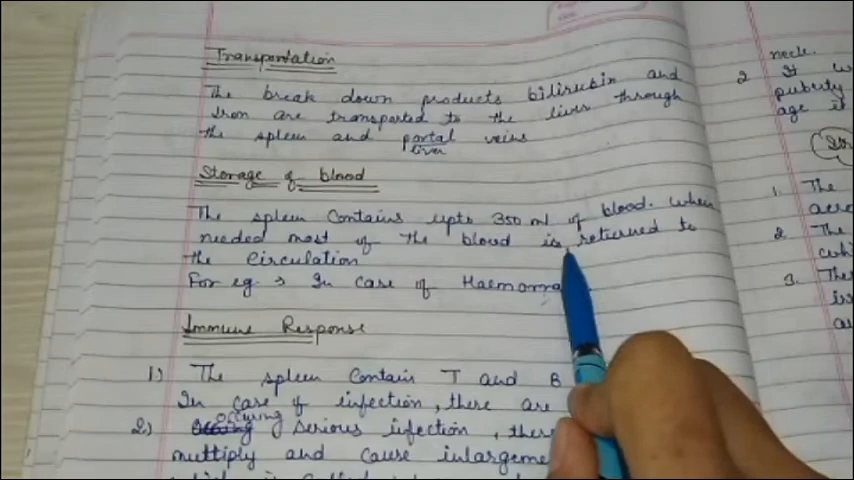 Transportation
The break down products bilirubin and
Iron are transported to the liver through
the spleen and portal veins
liver
Storage of blood
The spleen Contains upto 350 ml of blood. When
needed most of the blood is returned to
the Circulation
For eg → In case of Haemorra
Immune Response
1) The spleen Contain T and B
In case of infection, there are
occuring
2) serious infection, there
multiply and cause inlargeme
neck.
2 It
puberty
age
1. The
2. The
3.